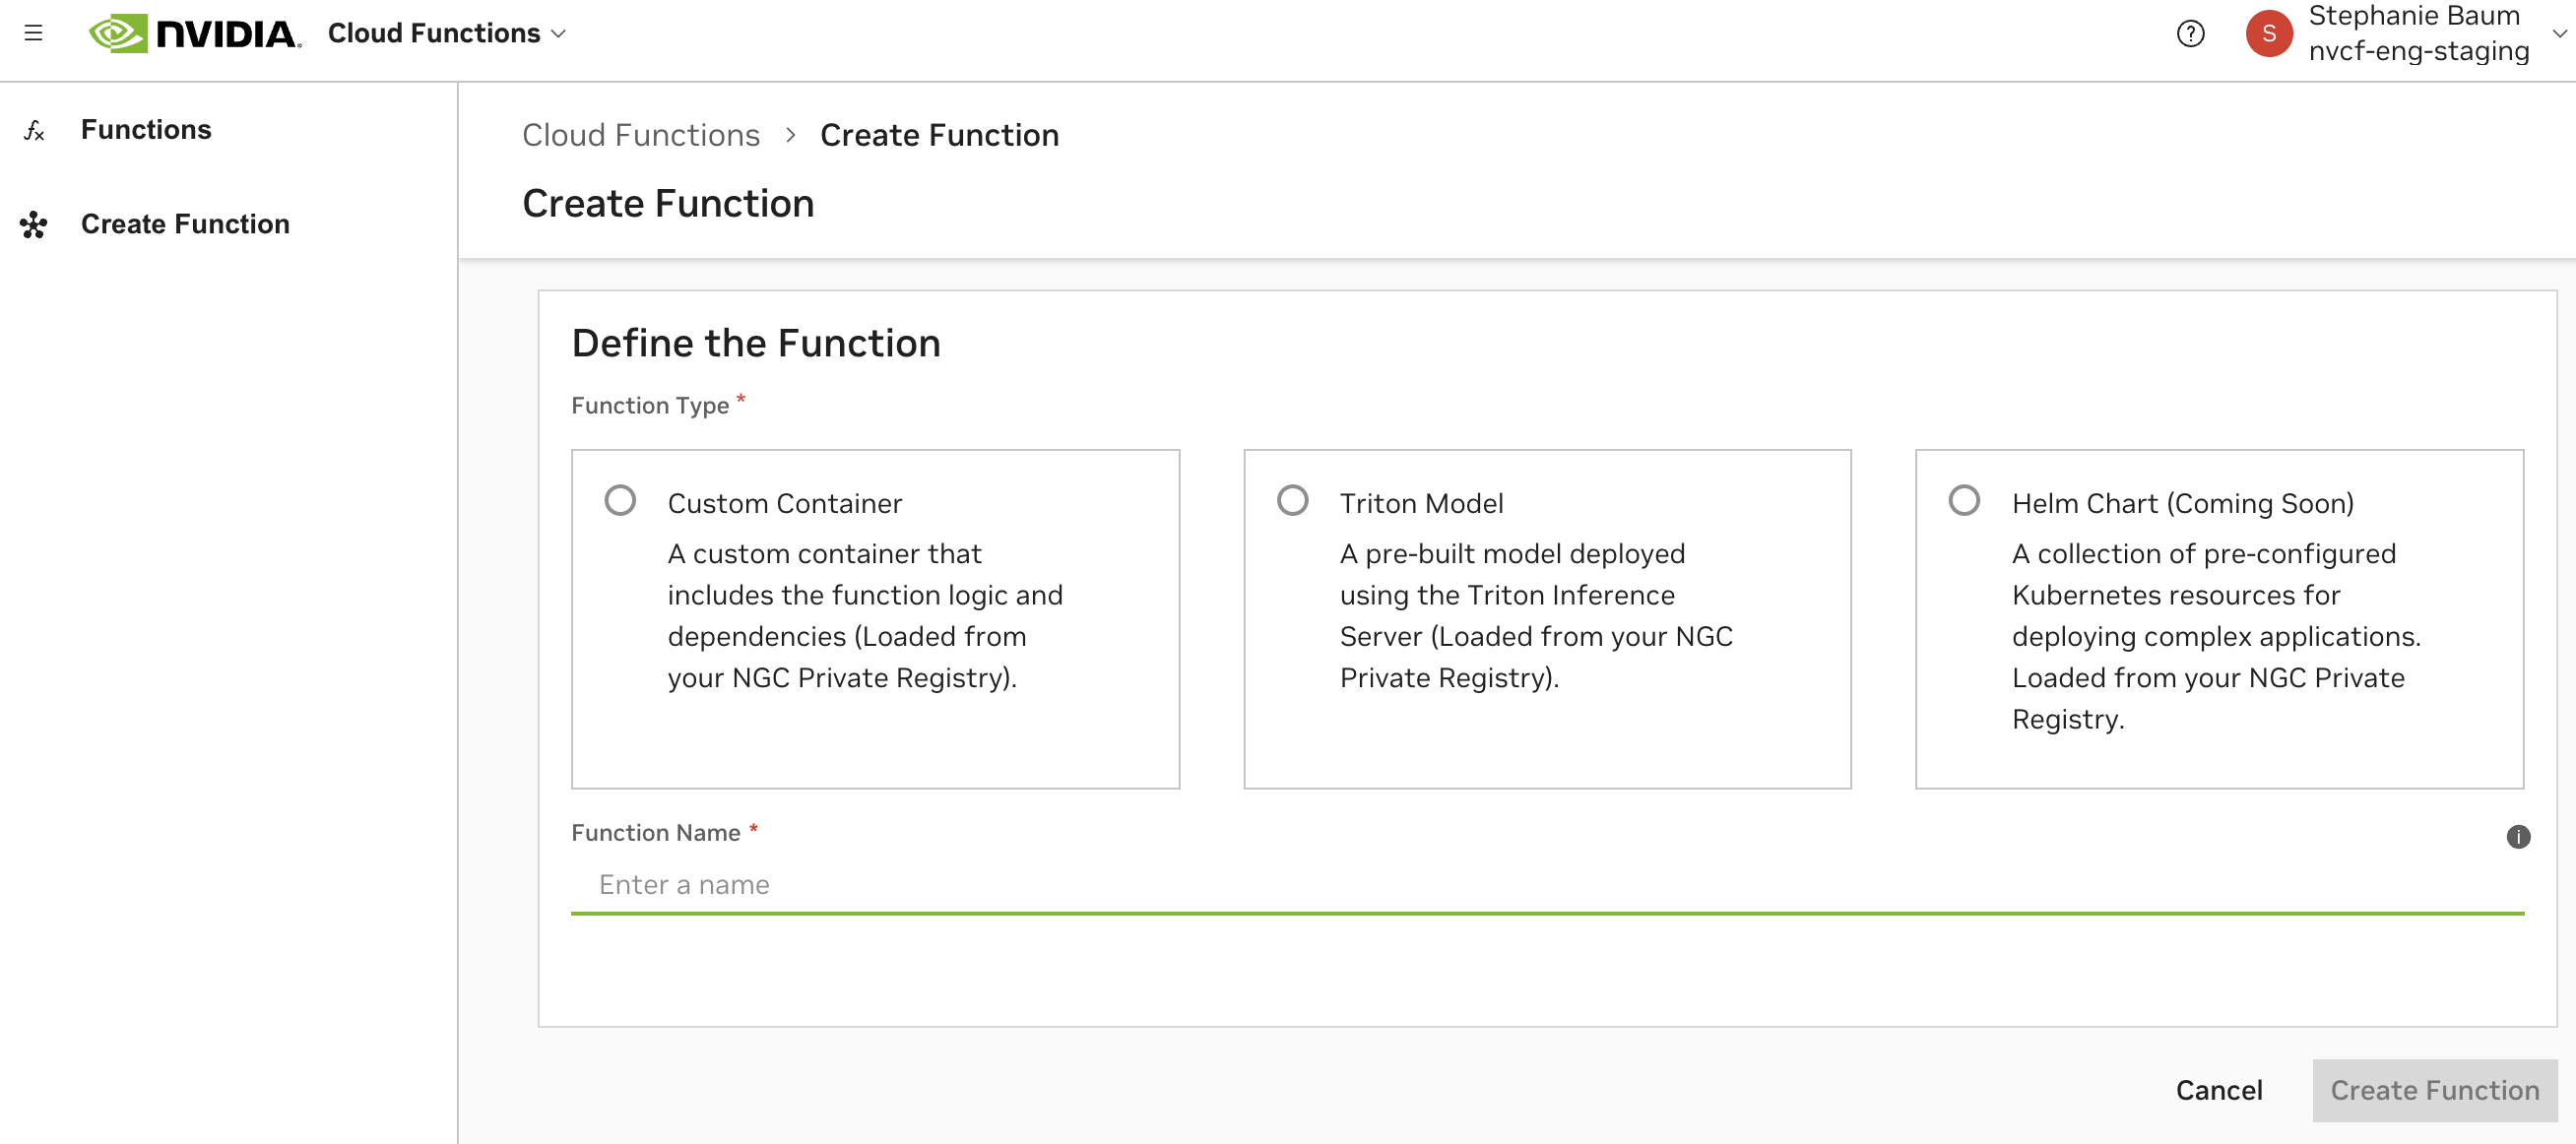 NVIDIA. Cloud Functions
?
S
Stephanie Baum
nvcf-eng-staging
fx Functions
Create Function
Cloud Functions > Create Function
Create Function
Define the Function
Function Type *
Custom Container
A custom container that
includes the function logic and
dependencies (Loaded from
your NGC Private Registry).
Triton Model
A pre-built model deployed
using the Triton Inference
Server (Loaded from your NGC
Private Registry).
Helm Chart (Coming Soon)
A collection of pre-configured
Kubernetes resources for
deploying complex applications.
Loaded from your NGC Private
Registry.
Function Name *
i
Enter a name
Cancel
Create Function